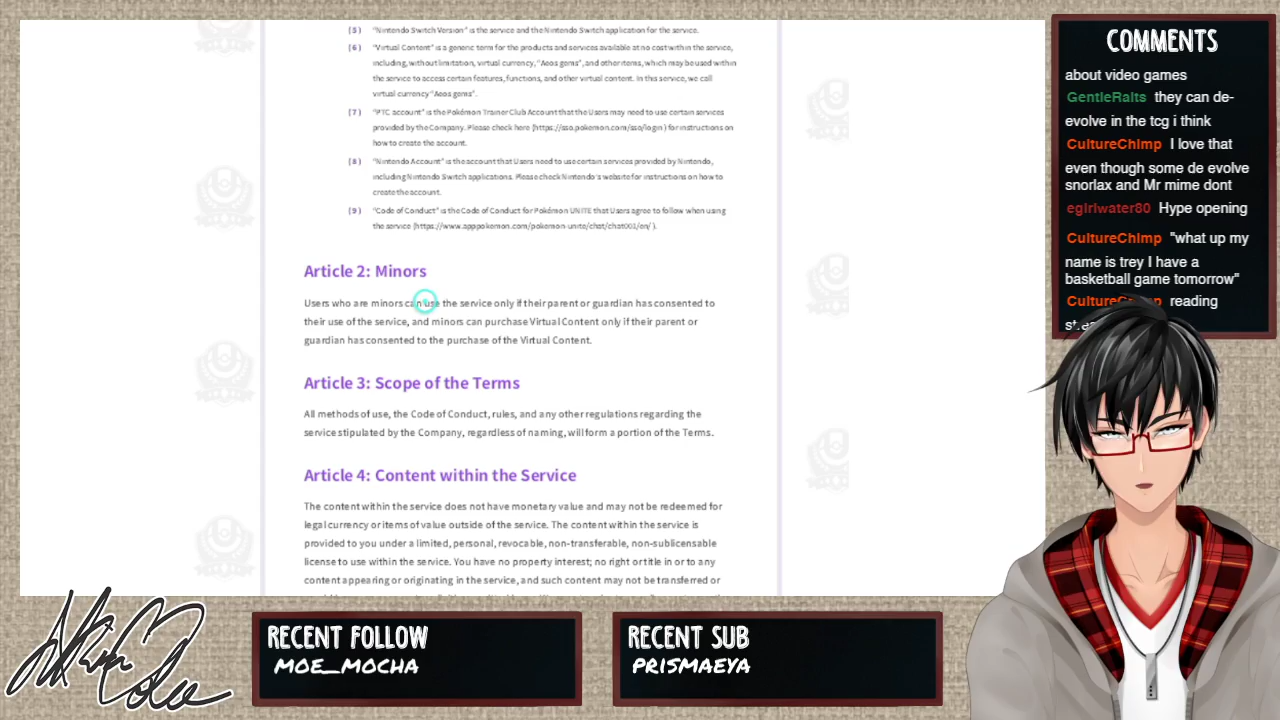 [5] "Nintendo Switch Version" is the service and the Nintendo Switch application for the service.
[6] "Virtual Content" is a generic term for the products and services available at no cost within the service,
including, without limitation, virtual currency, "Aeos gems", and other items, which may be used within
the service to access certain features, functions, and other virtual content. In this service, we call
virtual currency "Aeos gems".
[7] "PTC account" is the Pokémon Trainer Club Account that the Users may need to use certain services
provided by the Company. Please check here (https://sso.pokemon.com/sso/login) for instructions on
how to create the account.
[8] "Nintendo Account" is the account that Users need to use certain services provided by Nintendo,
including Nintendo Switch applications. Please check Nintendo's website for instructions on how to
create the account.
[9] "Code of Conduct" is the Code of Conduct for Pokémon UNITE that Users agree to follow when using
the service (https://www.apppokemon.com/pokemon-unite/chat/chat003/en/).
Article 2: Minors
Users who are minors can use the service only if their parent or guardian has consented to
their use of the service, and minors can purchase Virtual Content only if their parent or
guardian has consented to the purchase of the Virtual Content.
Article 3: Scope of the Terms
All methods of use, the Code of Conduct, rules, and any other regulations regarding the
service stipulated by the Company, regardless of naming, will form a portion of the Terms.
Article 4: Content within the Service
The content within the service does not have monetary value and may not be redeemed for
legal currency or items of value outside of the service. The content within the service is
provided to you under a limited, personal, revocable, non-transferable, non-sublicensable
license to use within the service. You have no property interest; no right or title in or to any
content appearing or originating in the service, and such content may not be transferred or
COMMENTS
about video games
GentleRalts they can de-
evolve in the tcg i think
CultureChimp I love that
even though some de evolve
snorlax and Mr mime dont
egirlwater80 Hype opening
CultureChimp "what up my
name is trey I have a
basketball game tomorrow"
CultureChimp reading
RECENT FOLLOW
MOE_MOCHA
RECENT SUB
PRISMAEYA